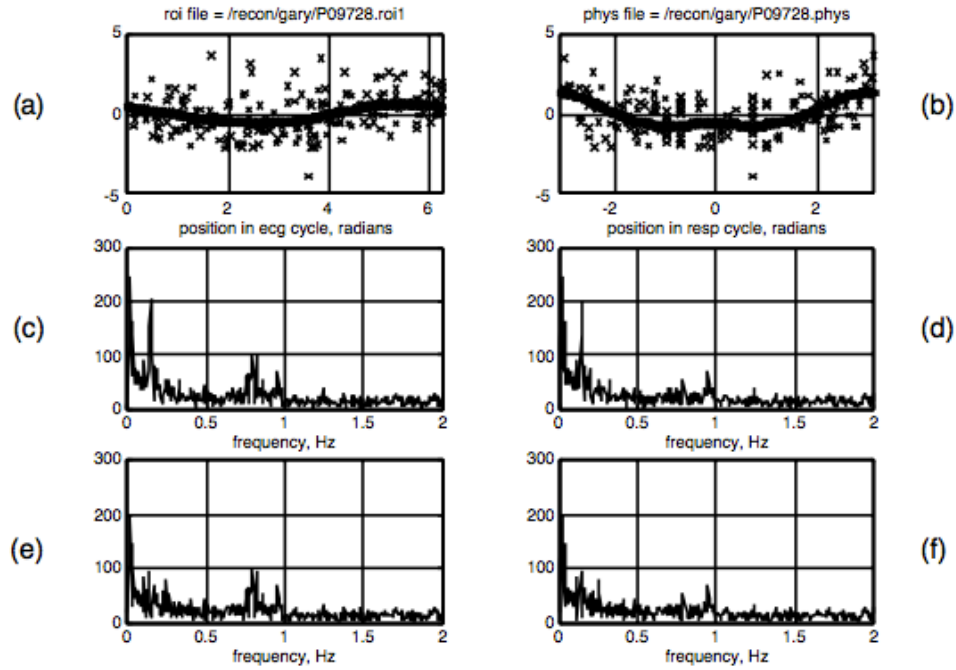 roi file = /recon/gary/P09728.roi1
phys file = /recon/gary/P09728.phys
(a)
5
0
-5
0 2 4 6
position in ecg cycle, radians
(b)
5
0
-5
-2 0 2
position in resp cycle, radians
(c)
300
200
100
0
0 0.5 1 1.5 2
frequency, Hz
(d)
300
200
100
0
0 0.5 1 1.5 2
frequency, Hz
(e)
300
200
100
0
0 0.5 1 1.5 2
frequency, Hz
(f)
300
200
100
0
0 0.5 1 1.5 2
frequency, Hz